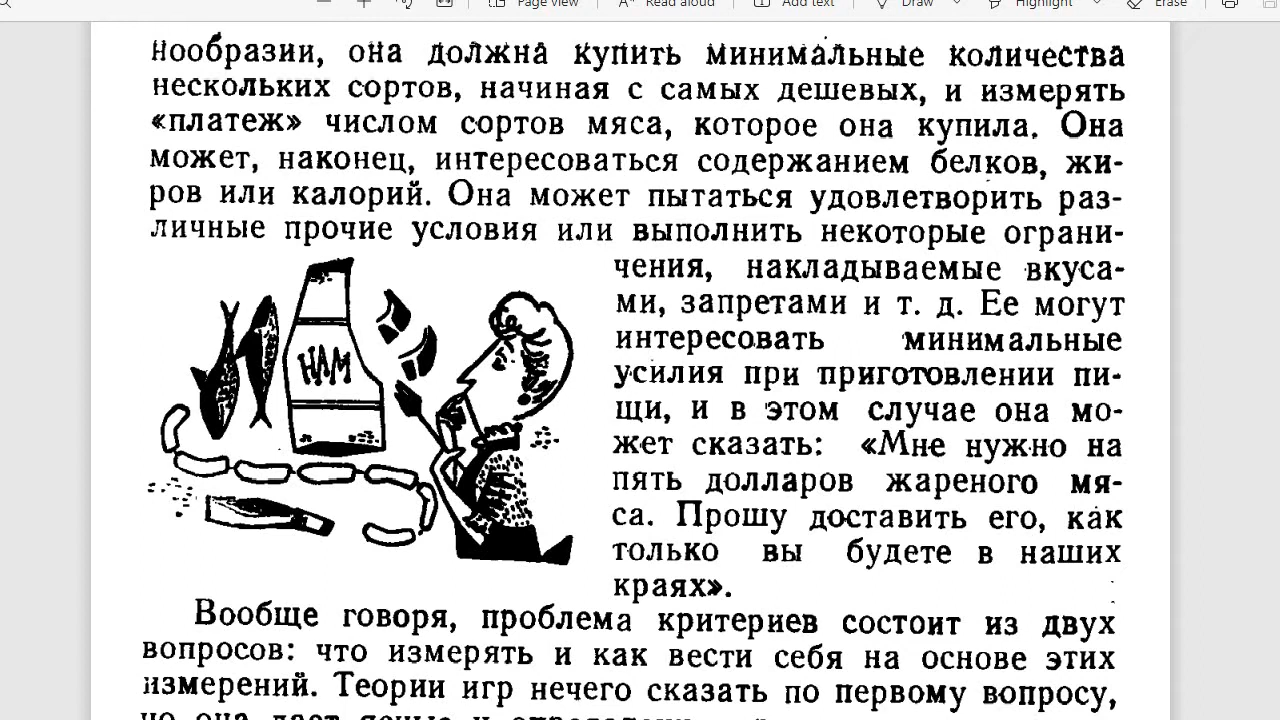 Page view
Read aloud
Add text
Draw
Highlight
Erase
нообразии, она должна купить минимальные количества
нескольких сортов, начиная с самых дешевых, и измерять
«платеж» числом сортов мяса, которое она купила. Она
может, наконец, интересоваться содержанием белков, жи-
ров или калорий. Она может пытаться удовлетворить раз-
личные прочие условия или выполнить некоторые ограни-
чения, накладываемые вкуса-
ми, запретами и т. д. Ее могут
интересовать минимальные
усилия при приготовлении пи-
щи, и в этом случае она мо-
жет сказать: «Мне нужно на
пять долларов жареного мя-
са. Прошу доставить его, как
только вы будете в наших
краях».
HAM
Вообще говоря, проблема критериев состоит из двух
вопросов: что измерять и как вести себя на основе этих
измерений. Теории игр нечего сказать по первому вопросу,
но она дает ясные и